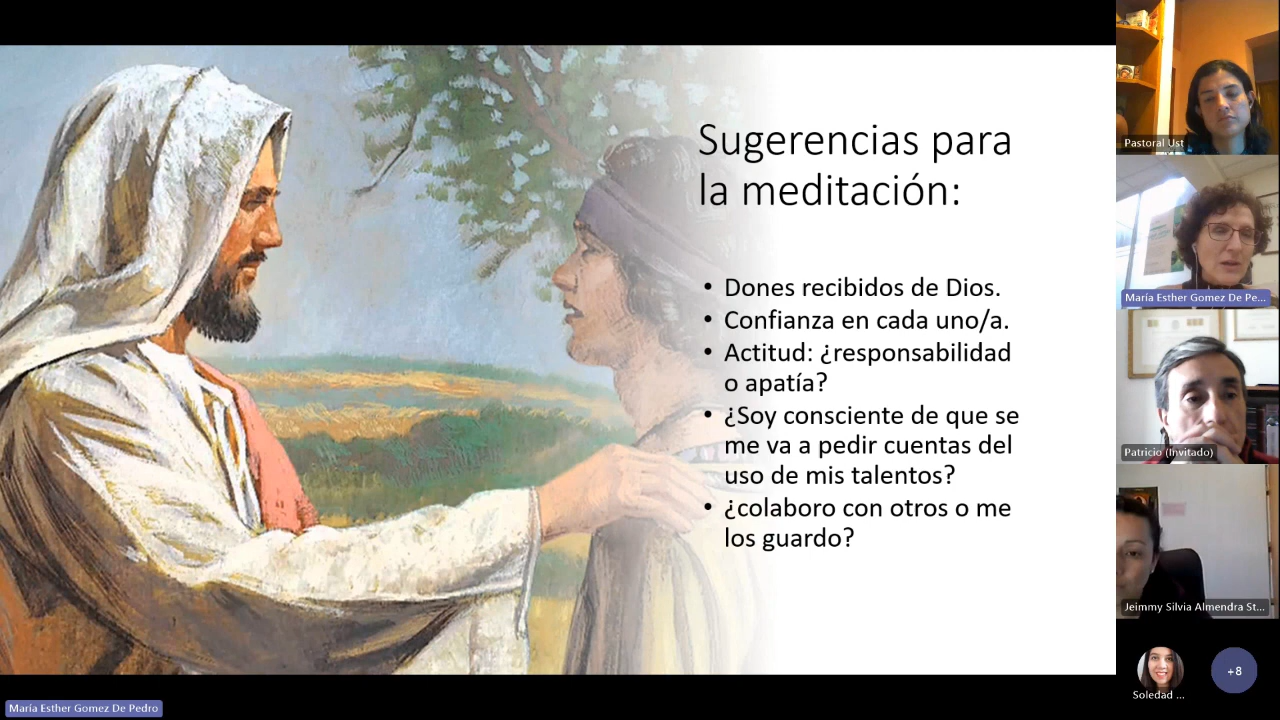 Sugerencias para
la meditación:
• Dones recibidos de Dios.
• Confianza en cada uno/a.
• Actitud: ¿responsabilidad
o apatía?
• ¿Soy consciente de que se
me va a pedir cuentas del
uso de mis talentos?
• ¿colaboro con otros o me
los guardo?
Pastoral Ust
María Esther Gomez De Pe...
Patricio (Invitado)
Jeimmy Silvia Almendra St...
Soledad ...
+8
María Esther Gomez De Pedro